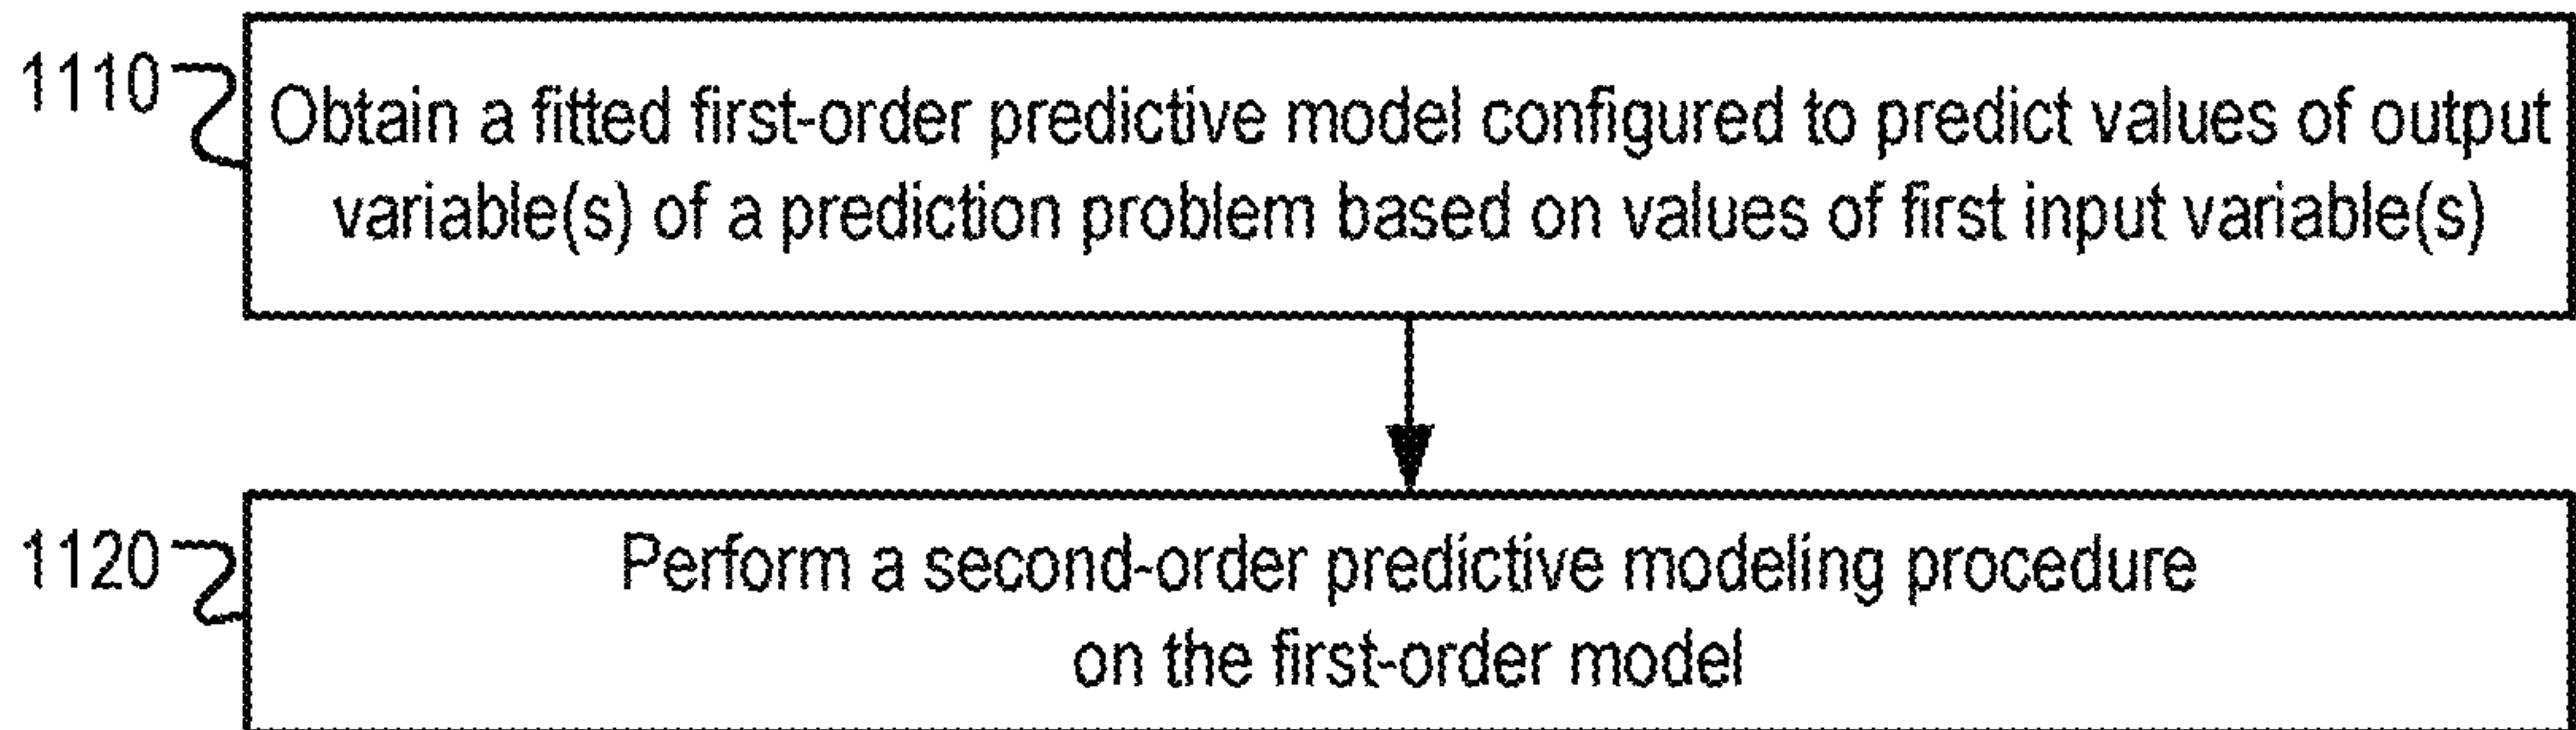 1110
Obtain a fitted first-order predictive model configured to predict values of output
variable(s) of a prediction problem based on values of first input variable(s)
1120
Perform a second-order predictive modeling procedure
on the first-order model